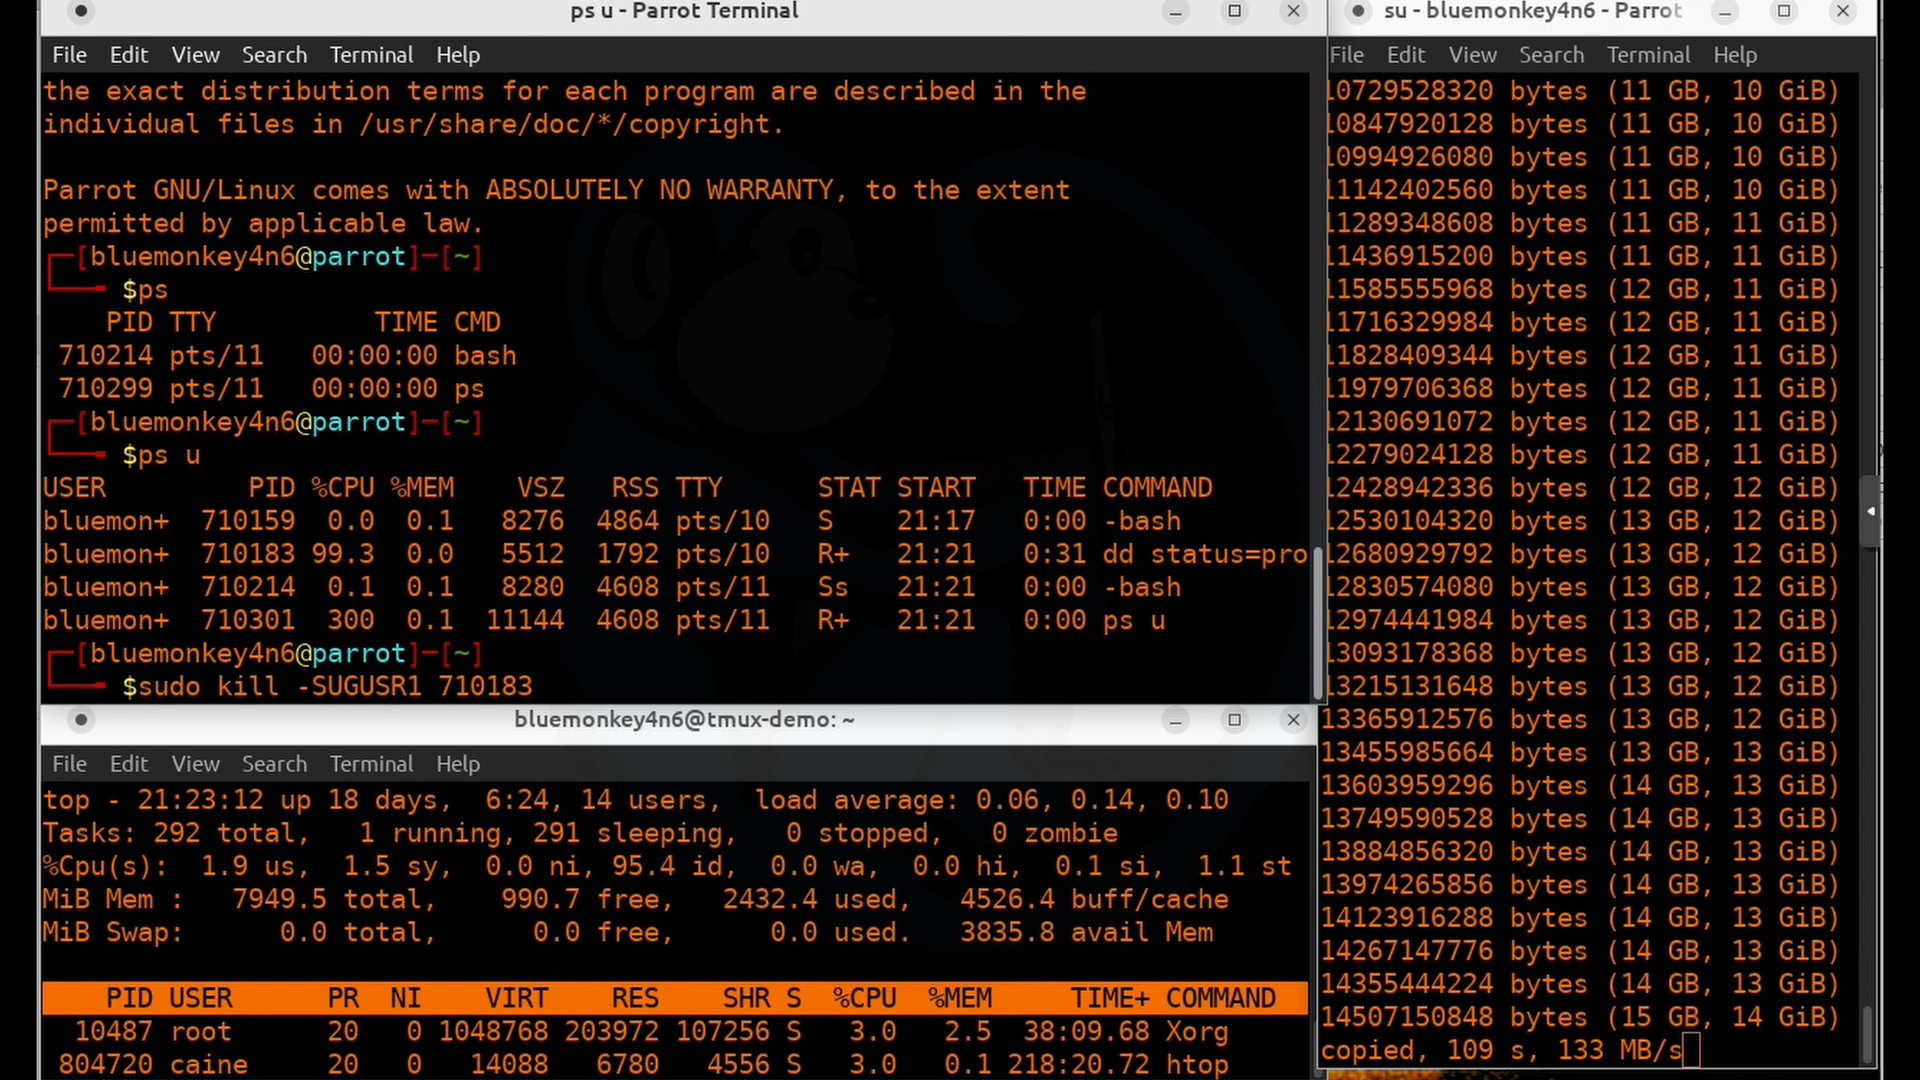 ps u - Parrot Terminal
File Edit View Search Terminal Help
the exact distribution terms for each program are described in the
individual files in /usr/share/doc/*/copyright.
Parrot GNU/Linux comes with ABSOLUTELY NO WARRANTY, to the extent
permitted by applicable law.
[bluemonkey4n6@parrot]─[~]
$ps
PID TTY TIME CMD
710214 pts/11 00:00:00 bash
710299 pts/11 00:00:00 ps
[bluemonkey4n6@parrot]─[~]
$ps u
USER PID %CPU %MEM VSZ RSS TTY STAT START TIME COMMAND
bluemon+ 710159 0.0 0.1 8276 4864 pts/10 S 21:17 0:00 -bash
bluemon+ 710183 99.3 0.0 5512 1792 pts/10 R+ 21:21 0:31 dd status=pro
bluemon+ 710214 0.1 0.1 8280 4608 pts/11 Ss 21:21 0:00 -bash
bluemon+ 710301 300 0.1 11144 4608 pts/11 R+ 21:21 0:00 ps u
[bluemonkey4n6@parrot]─[~]
$sudo kill -SUGUSR1 710183
bluemonkey4n6@tmux-demo: ~
File Edit View Search Terminal Help
top - 21:23:12 up 18 days, 6:24, 14 users, load average: 0.06, 0.14, 0.10
Tasks: 292 total, 1 running, 291 sleeping, 0 stopped, 0 zombie
%Cpu(s): 1.9 us, 1.5 sy, 0.0 ni, 95.4 id, 0.0 wa, 0.0 hi, 0.1 si, 1.1 st
MiB Mem : 7949.5 total, 990.7 free, 2432.4 used, 4526.4 buff/cache
MiB Swap: 0.0 total, 0.0 free, 0.0 used. 3835.8 avail Mem
PID USER PR NI VIRT RES SHR S %CPU %MEM TIME+ COMMAND
10487 root 20 0 1048768 203972 107256 S 3.0 2.5 38:09.68 Xorg
804720 caine 20 0 14088 6780 4556 S 3.0 0.1 218:20.72 htop
su - bluemonkey4n6 - Parrot
File Edit View Search Terminal Help
10729528320 bytes (11 GB, 10 GiB)
10847920128 bytes (11 GB, 10 GiB)
10994926080 bytes (11 GB, 10 GiB)
11142402560 bytes (11 GB, 10 GiB)
11289348608 bytes (11 GB, 11 GiB)
11436915200 bytes (11 GB, 11 GiB)
11585555968 bytes (12 GB, 11 GiB)
11716329984 bytes (12 GB, 11 GiB)
11828409344 bytes (12 GB, 11 GiB)
11979706368 bytes (12 GB, 11 GiB)
12130691072 bytes (12 GB, 11 GiB)
12279024128 bytes (12 GB, 11 GiB)
12428942336 bytes (12 GB, 12 GiB)
12530104320 bytes (13 GB, 12 GiB)
12680929792 bytes (13 GB, 12 GiB)
12830574080 bytes (13 GB, 12 GiB)
12974441984 bytes (13 GB, 12 GiB)
13093178368 bytes (13 GB, 12 GiB)
13215131648 bytes (13 GB, 12 GiB)
13365912576 bytes (13 GB, 12 GiB)
13455985664 bytes (13 GB, 13 GiB)
13603959296 bytes (14 GB, 13 GiB)
13749590528 bytes (14 GB, 13 GiB)
13884856320 bytes (14 GB, 13 GiB)
13974265856 bytes (14 GB, 13 GiB)
14123916288 bytes (14 GB, 13 GiB)
14267147776 bytes (14 GB, 13 GiB)
14355444224 bytes (14 GB, 13 GiB)
14507150848 bytes (15 GB, 14 GiB)
copied, 109 s, 133 MB/s